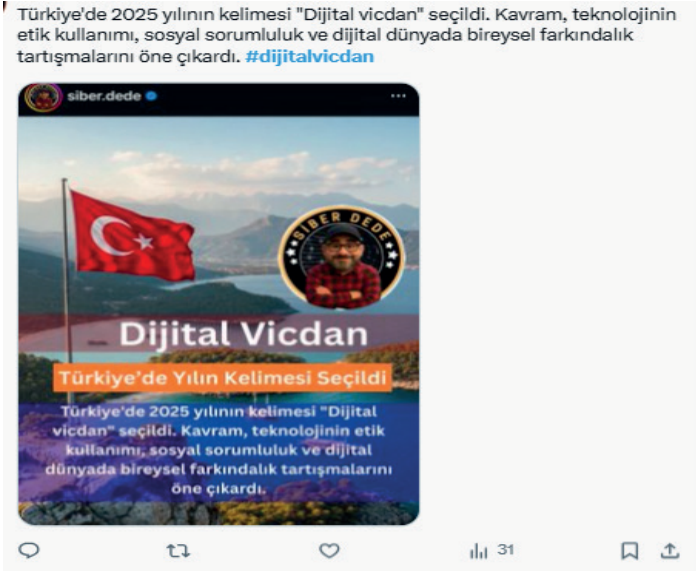 Türkiye'de 2025 yılının kelimesi "Dijital vicdan" seçildi. Kavram, teknolojinin
etik kullanımı, sosyal sorumluluk ve dijital dünyada bireysel farkındalık
tartışmalarını öne çıkardı. #dijitalvicdan
siber.dede
SİBER DEDE
Dijital Vicdan
Türkiye'de Yılın Kelimesi Seçildi
Türkiye'de 2025 yılının kelimesi "Dijital
vicdan" seçildi. Kavram, teknolojinin etik
kullanımı, sosyal sorumluluk ve dijital
dünyada bireysel farkındalık tartışmalarını
öne çıkardı.
31